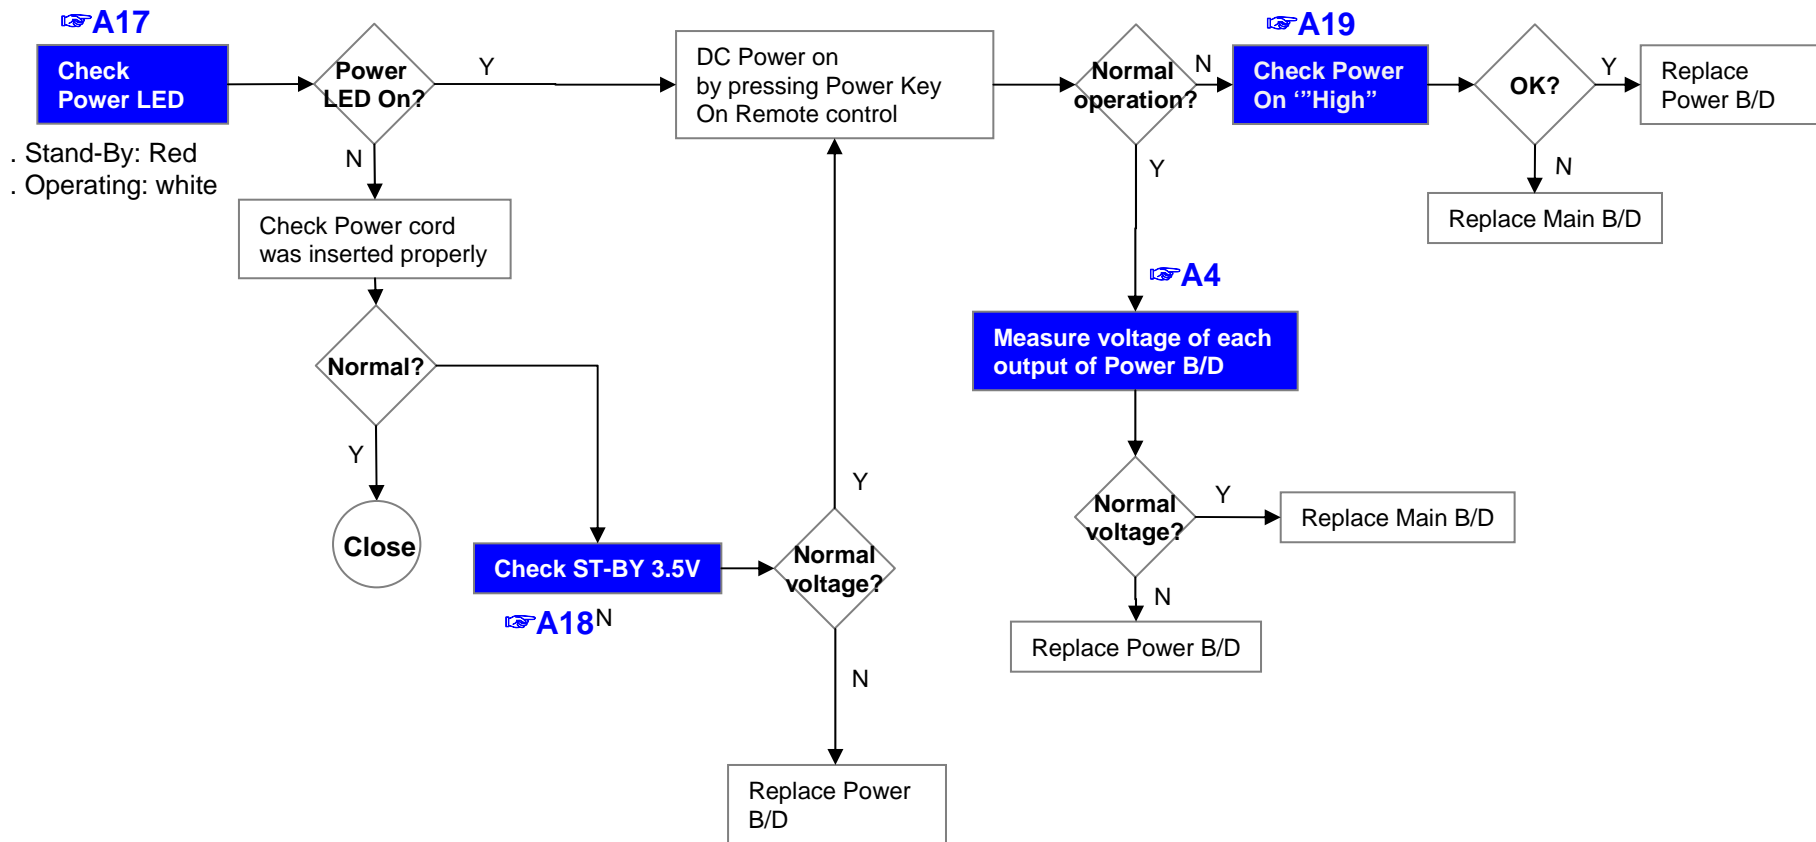 ☞A17
Check
Power LED
. Stand-By: Red
. Operating: white
Power
LED On?
Y
N
Check Power cord
was inserted properly
Normal?
Y
Close
Check ST-BY 3.5V
☞A18
N
Normal
voltage?
Y
N
Replace Power
B/D
DC Power on
by pressing Power Key
On Remote control
Normal
operation?
N
Y
☞A19
Check Power
On ‘”High”
OK?
Y
Replace
Power B/D
N
Replace Main B/D
☞A4
Measure voltage of each
output of Power B/D
Normal
voltage?
Y
Replace Main B/D
N
Replace Power B/D